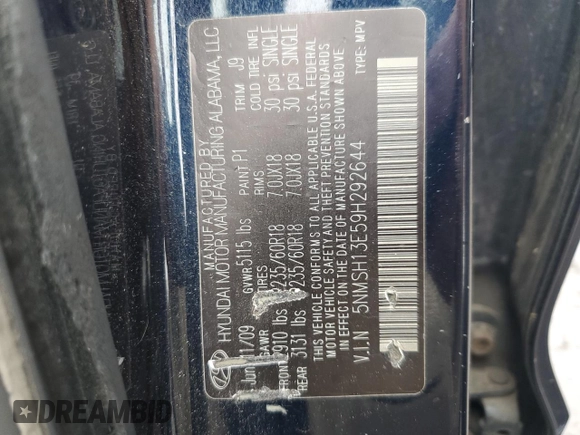 MANUFACTURED BY
HYUNDAI MOTOR MANUFACTURING ALABAMA, LLC
Jun 17/09 GVWR 5115 lbs PAINT P1 TRIM J9
GAWR TIRES RIMS COLD TIRE INFL
FRONT 2910 lbs P235/60R18 7.0JX18 30 psi SINGLE
REAR 3131 lbs P235/60R18 7.0JX18 30 psi SINGLE
THIS VEHICLE CONFORMS TO ALL APPLICABLE U.S.A. FEDERAL
MOTOR VEHICLE SAFETY AND THEFT PREVENTION STANDARDS
IN EFFECT ON THE DATE OF MANUFACTURE SHOWN ABOVE.
V.I.N 5NMSH13E59H292644 TYPE: MPV
DREAMBID